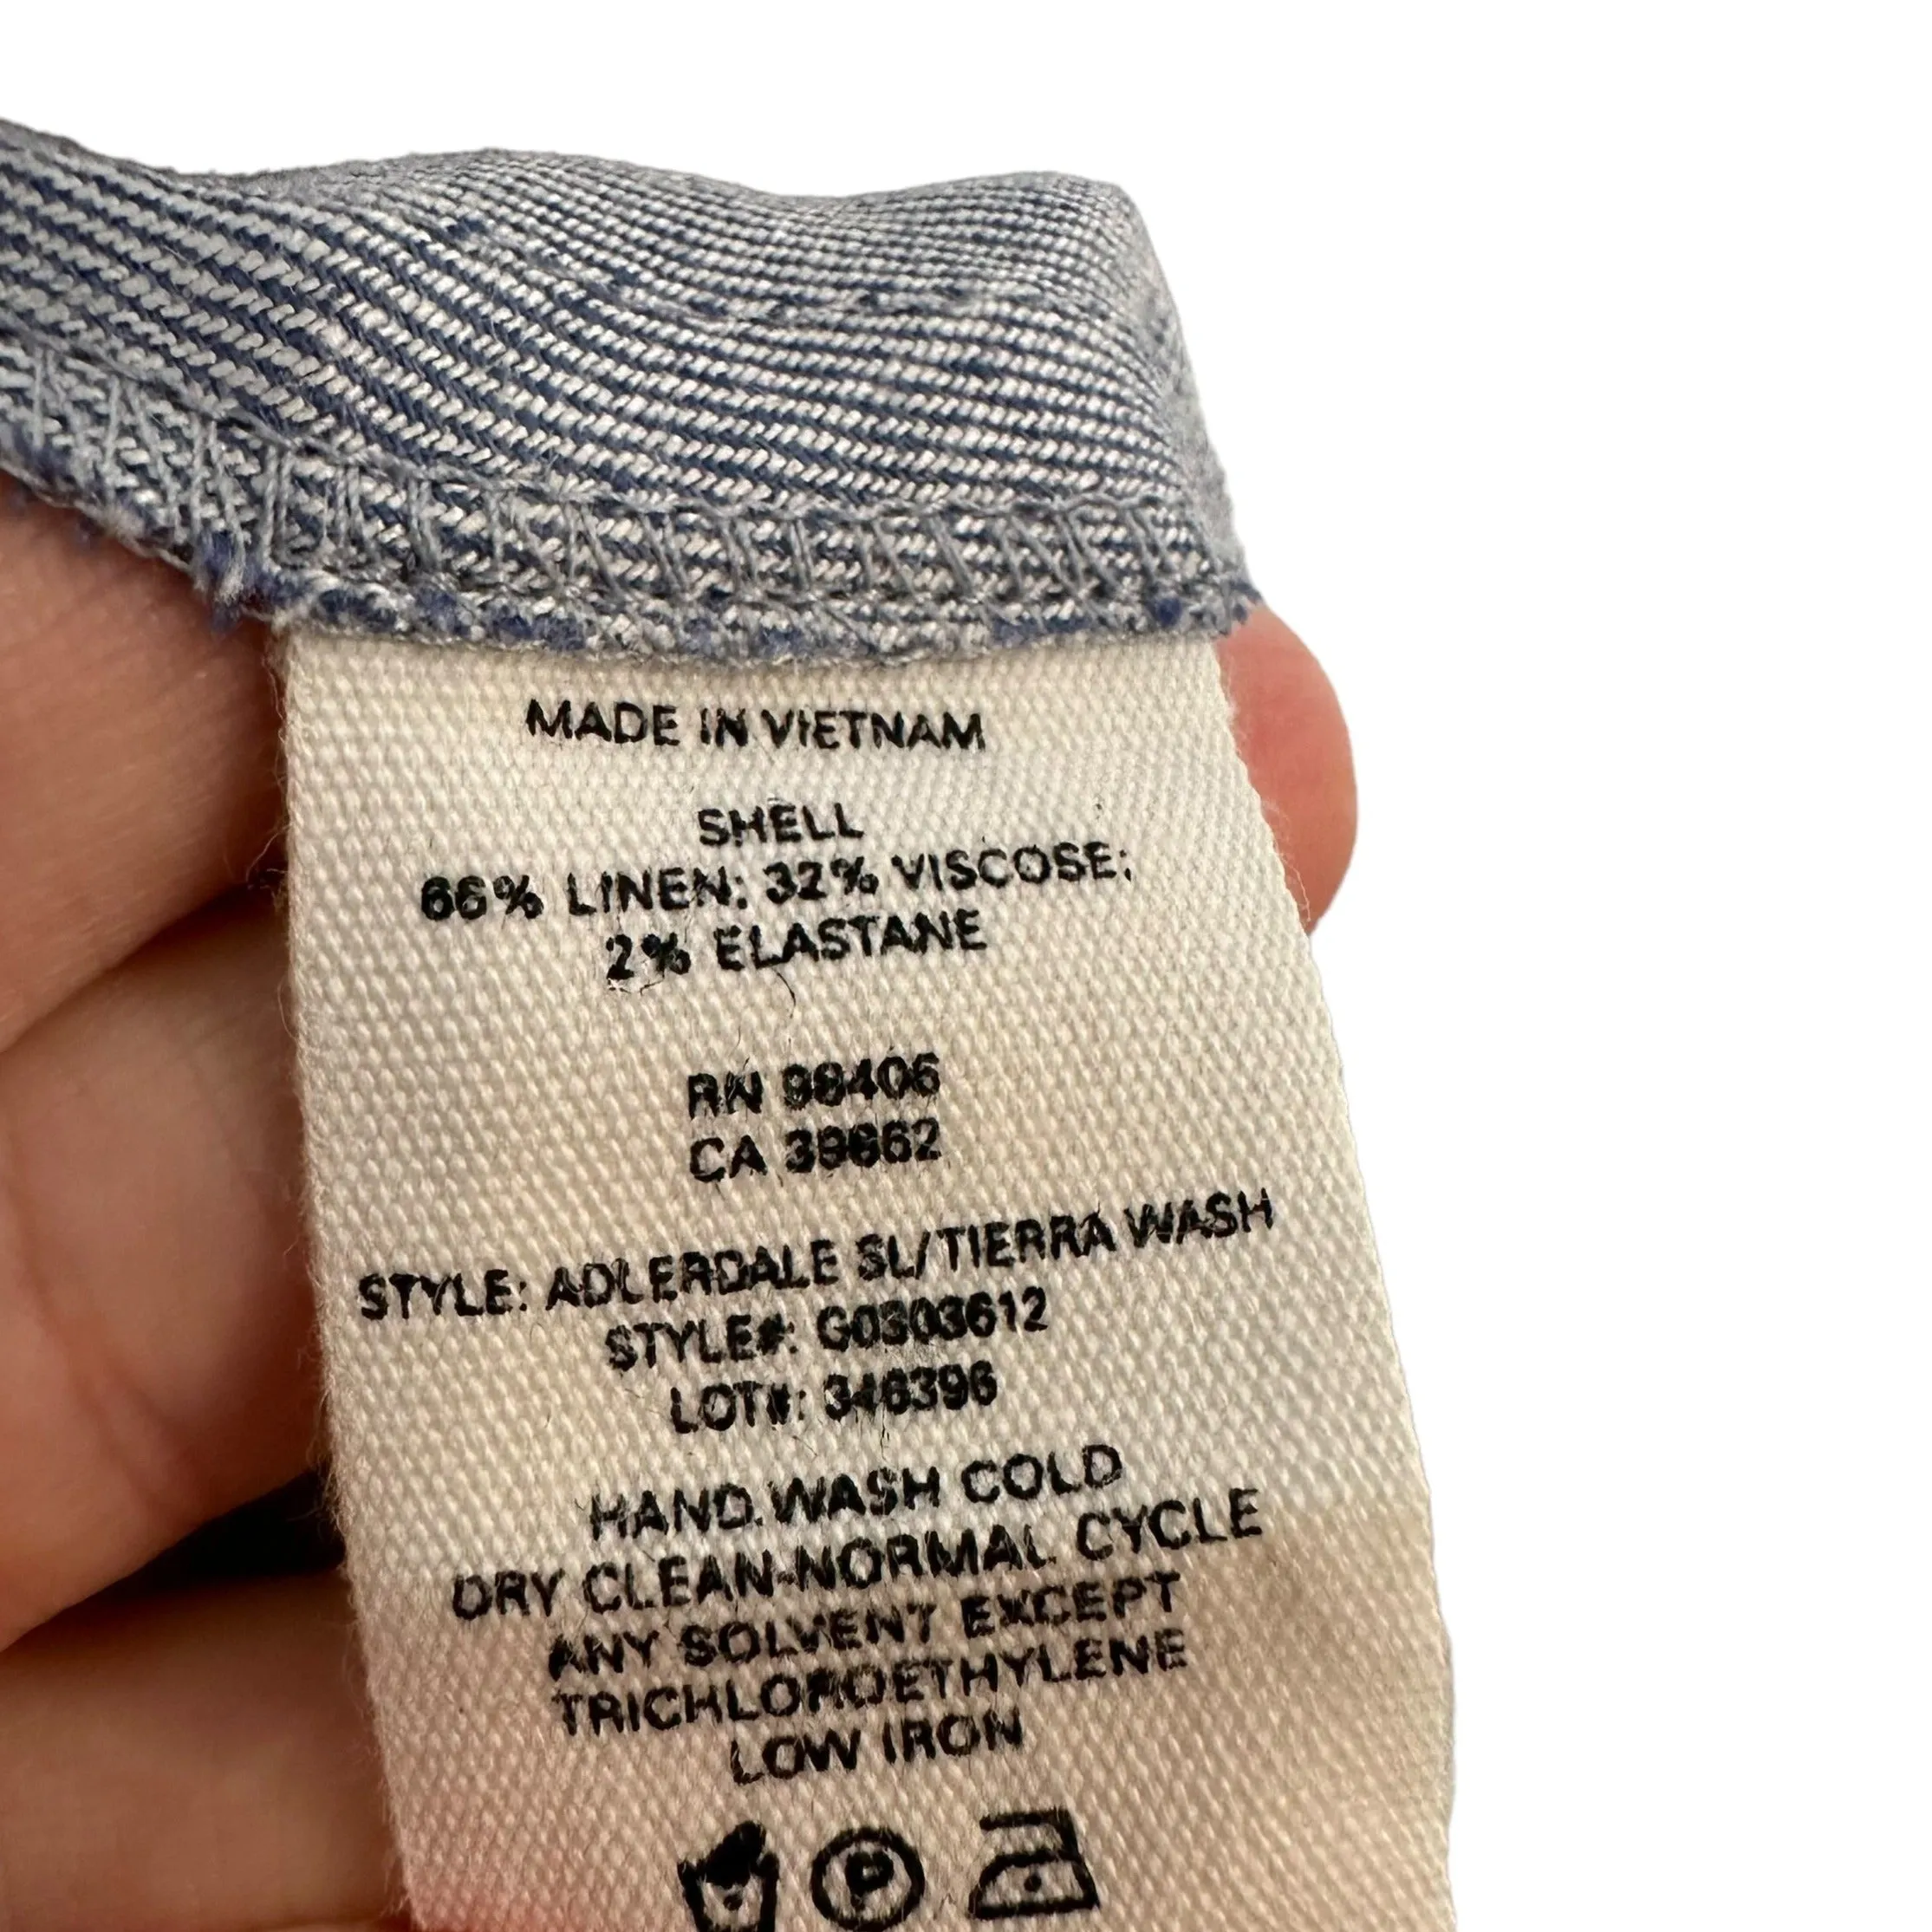 MADE IN VIETNAM
SHELL
66% LINEN; 32% VISCOSE;
2% ELASTANE
RN 98406
CA 39662
STYLE: ADLERDALE SL/TIERRA WASH
STYLE#: G0303612
LOT#: 346396
HAND.WASH COLD
DRY CLEAN-NORMAL CYCLE
ANY SOLVENT EXCEPT
TRICHLOROETHYLENE
LOW IRON
P